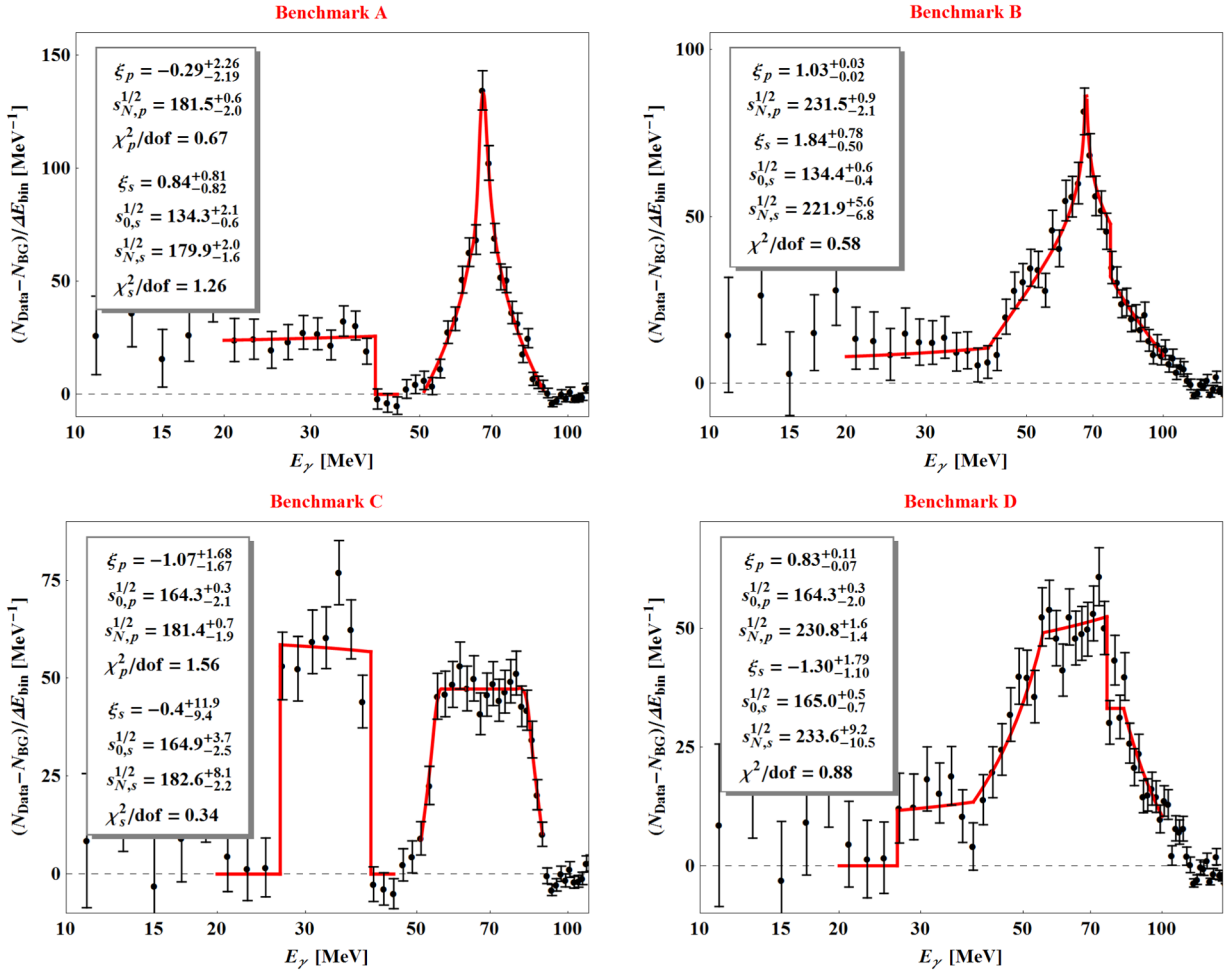 Benchmark A
(N_Data−N_BG)/ΔE_bin [MeV⁻¹]
150
100
50
0
ξ_p = −0.29^{+2.26}_{−2.19}
s_{N,p}^{1/2} = 181.5^{+0.6}_{−2.0}
χ_p^2/dof = 0.67
ξ_s = 0.84^{+0.81}_{−0.82}
s_{0,s}^{1/2} = 134.3^{+2.1}_{−0.6}
s_{N,s}^{1/2} = 179.9^{+2.0}_{−1.6}
χ_s^2/dof = 1.26
10 15 20 30 50 70 100
E_γ [MeV]
Benchmark B
(N_Data−N_BG)/ΔE_bin [MeV⁻¹]
100
50
0
ξ_p = 1.03^{+0.03}_{−0.02}
s_{N,p}^{1/2} = 231.5^{+0.9}_{−2.1}
ξ_s = 1.84^{+0.78}_{−0.50}
s_{0,s}^{1/2} = 134.4^{+0.6}_{−0.4}
s_{N,s}^{1/2} = 221.9^{+5.6}_{−6.8}
χ^2/dof = 0.58
10 15 20 30 50 70 100
E_γ [MeV]
Benchmark C
(N_Data−N_BG)/ΔE_bin [MeV⁻¹]
75
50
25
0
ξ_p = −1.07^{+1.68}_{−1.67}
s_{0,p}^{1/2} = 164.3^{+0.3}_{−2.1}
s_{N,p}^{1/2} = 181.4^{+0.7}_{−1.9}
χ_p^2/dof = 1.56
ξ_s = −0.4^{+11.9}_{−9.4}
s_{0,s}^{1/2} = 164.9^{+3.7}_{−2.5}
s_{N,s}^{1/2} = 182.6^{+8.1}_{−2.2}
χ_s^2/dof = 0.34
10 15 20 30 50 70 100
E_γ [MeV]
Benchmark D
(N_Data−N_BG)/ΔE_bin [MeV⁻¹]
50
25
0
ξ_p = 0.83^{+0.11}_{−0.07}
s_{0,p}^{1/2} = 164.3^{+0.3}_{−2.0}
s_{N,p}^{1/2} = 230.8^{+1.6}_{−1.4}
ξ_s = −1.30^{+1.79}_{−1.10}
s_{0,s}^{1/2} = 165.0^{+0.5}_{−0.7}
s_{N,s}^{1/2} = 233.6^{+9.2}_{−10.5}
χ^2/dof = 0.88
10 15 20 30 50 70 100
E_γ [MeV]